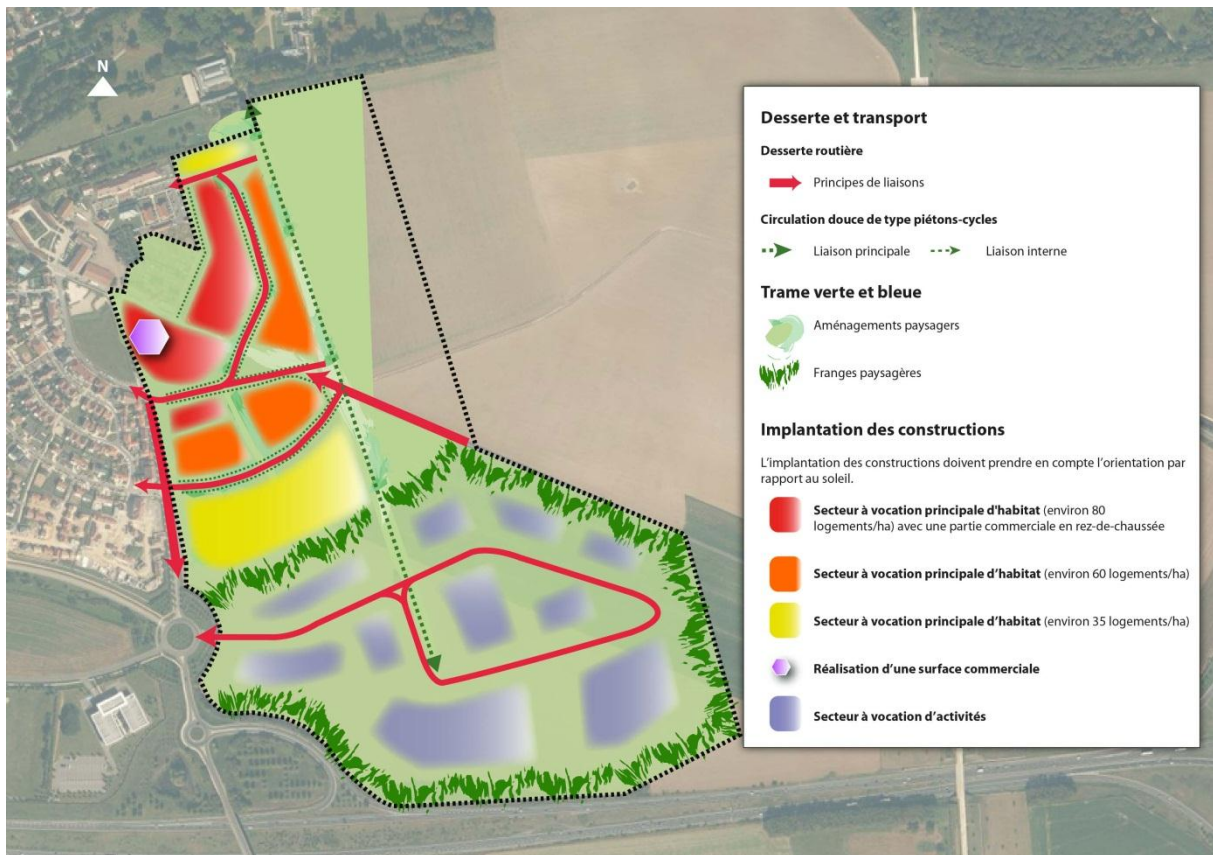 N
Desserte et transport
Desserte routière
Principes de liaisons
Circulation douce de type piétons-cycles
Liaison principale
Liaison interne
Trame verte et bleue
Aménagements paysagers
Franges paysagères
Implantation des constructions
L'implantation des constructions doivent prendre en compte l'orientation par
rapport au soleil.
Secteur à vocation principale d'habitat (environ 80
logements/ha) avec une partie commerciale en rez-de-chaussée
Secteur à vocation principale d'habitat (environ 60 logements/ha)
Secteur à vocation principale d'habitat (environ 35 logements/ha)
Réalisation d'une surface commerciale
Secteur à vocation d'activités